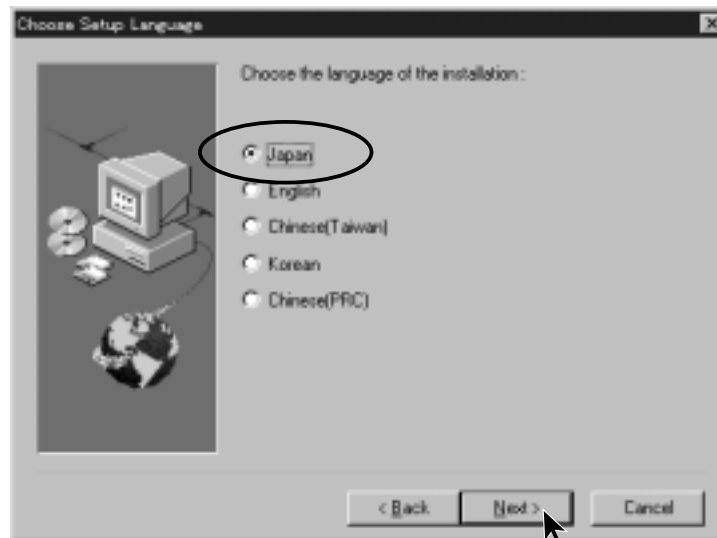 Choose Setup Language
Choose the language of the installation :
Japan
English
Chinese(Taiwan)
Korean
Chinese(PRC)
< Back
Next >
Cancel